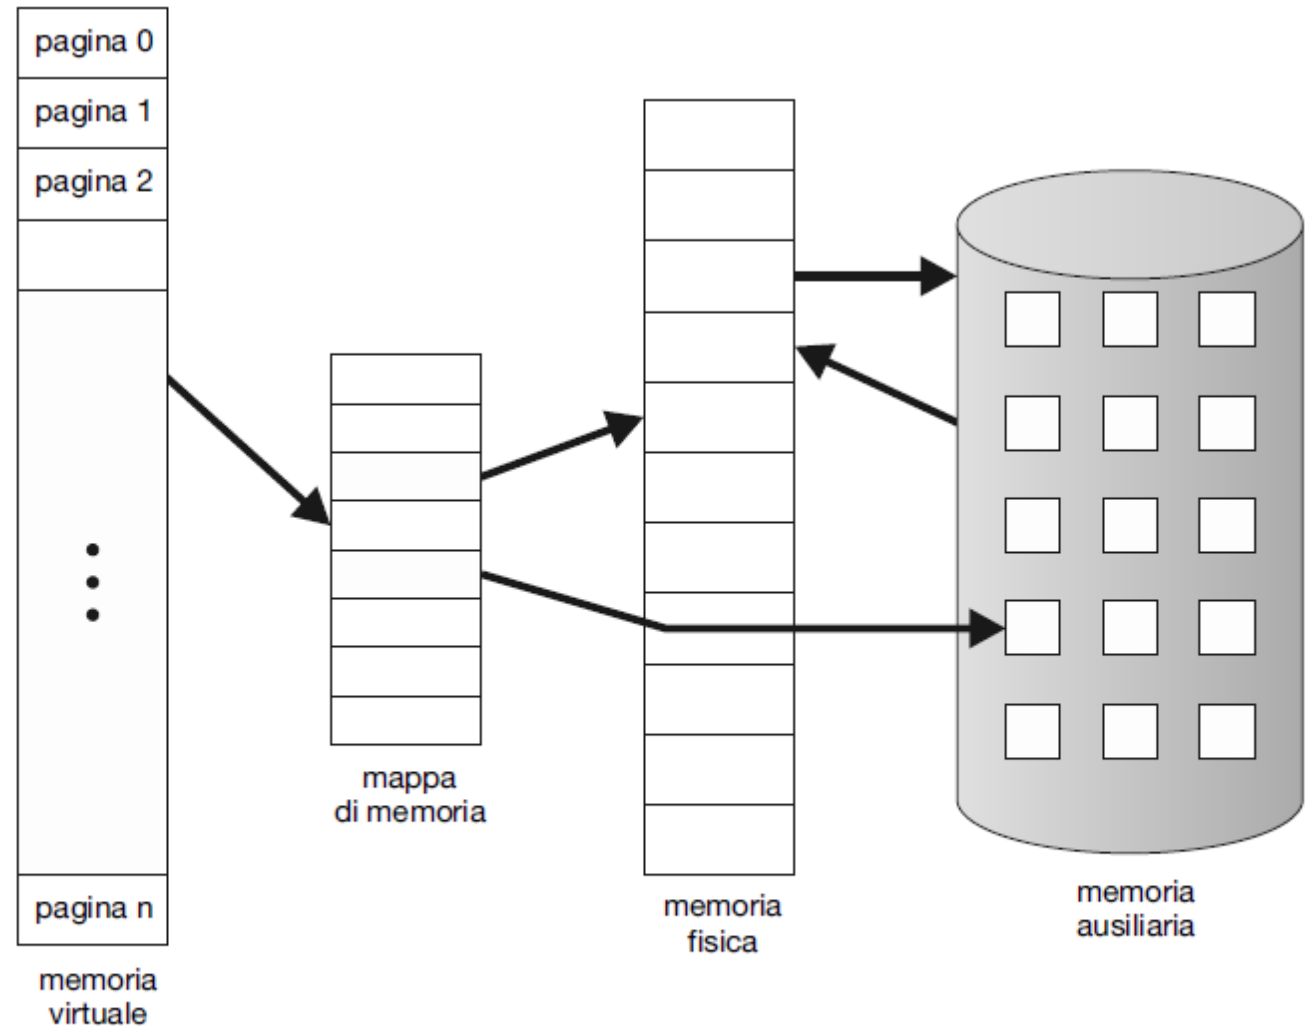 pagina 0
pagina 1
pagina 2
pagina n
memoria
virtuale
mappa
di memoria
memoria
fisica
memoria
ausiliaria